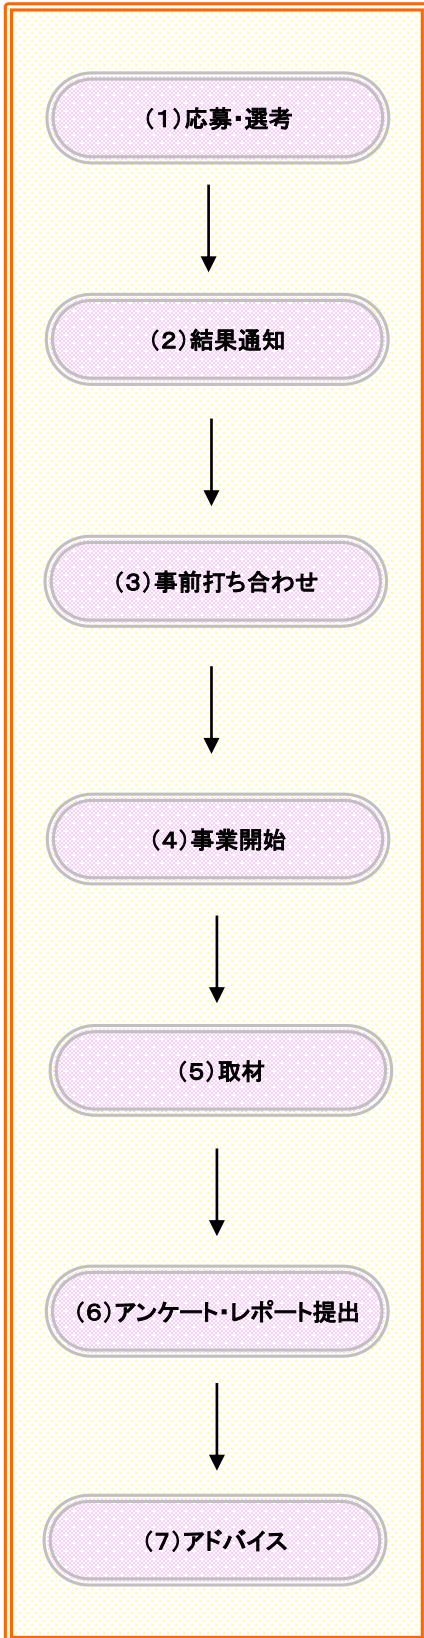 （１）応募・選考
（２）結果通知
（３）事前打ち合わせ
（４）事業開始
（５）取材
（６）アンケート・レポート提出
（７）アドバイス